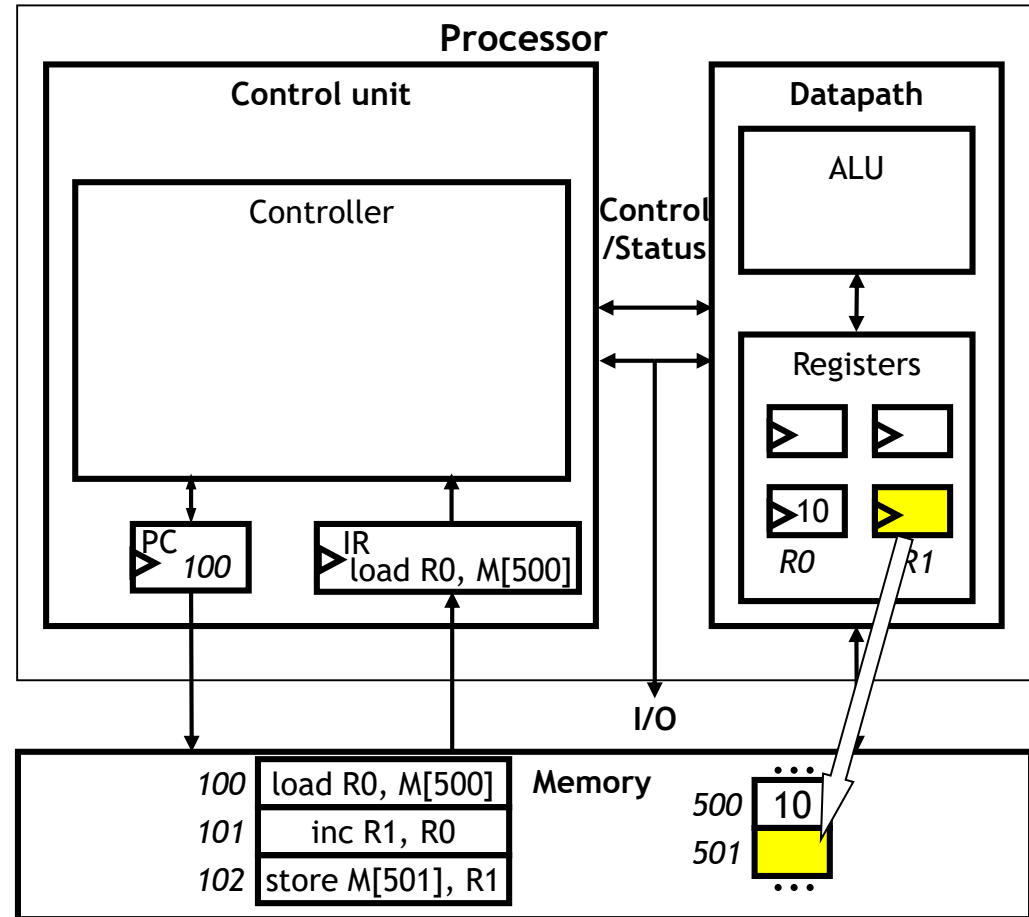 Processor
Control unit
Datapath
ALU
Controller
Control
/Status
Registers
10
R0
R1
PC
100
IR
load R0, M[500]
I/O
Memory
...
100
load R0, M[500]
500
10
101
inc R1, R0
501
102
store M[501], R1
...